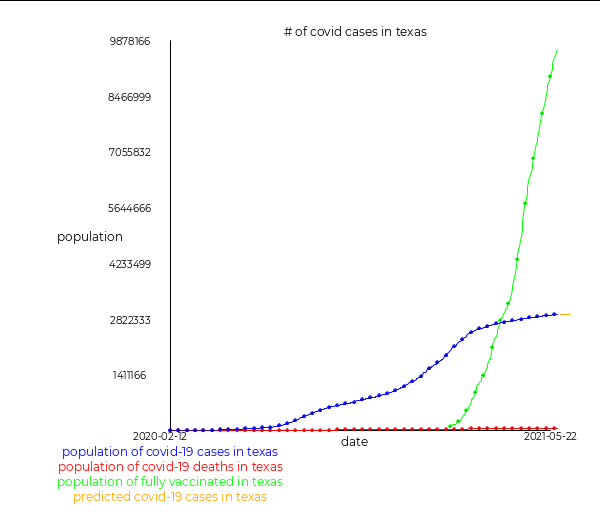 # of covid cases in texas
9878166
8466999
7055832
5644666
population
4233499
2822333
1411166
2020-02-12
date
2021-05-22
population of covid-19 cases in texas
population of covid-19 deaths in texas
population of fully vaccinated in texas
predicted covid-19 cases in texas